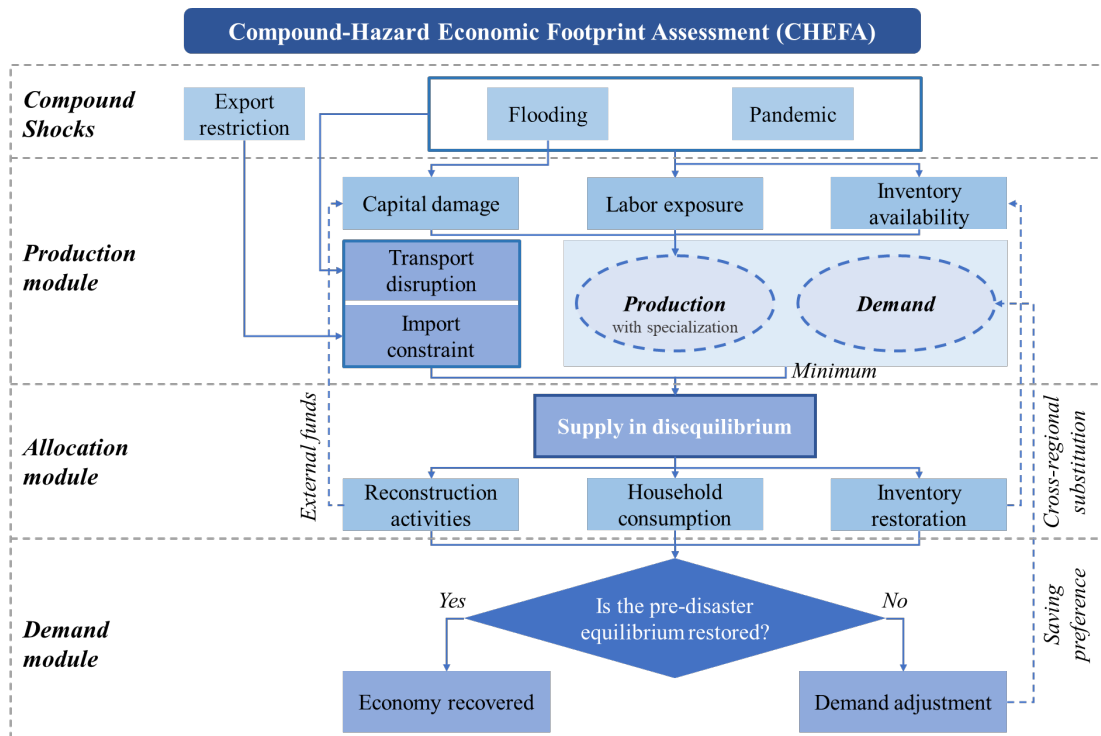 Compound-Hazard Economic Footprint Assessment (CHEFA)
Compound
Shocks
Export
restriction
Flooding
Pandemic
Production
module
Capital damage
Labor exposure
Inventory
availability
Transport
disruption
Import
constraint
Production
with specialization
Demand
Minimum
Allocation
module
External funds
Supply in disequilibrium
Cross-regional
substitution
Reconstruction
activities
Household
consumption
Inventory
restoration
Demand
module
Yes
Is the pre-disaster
equilibrium restored?
No
Saving
preference
Economy recovered
Demand adjustment